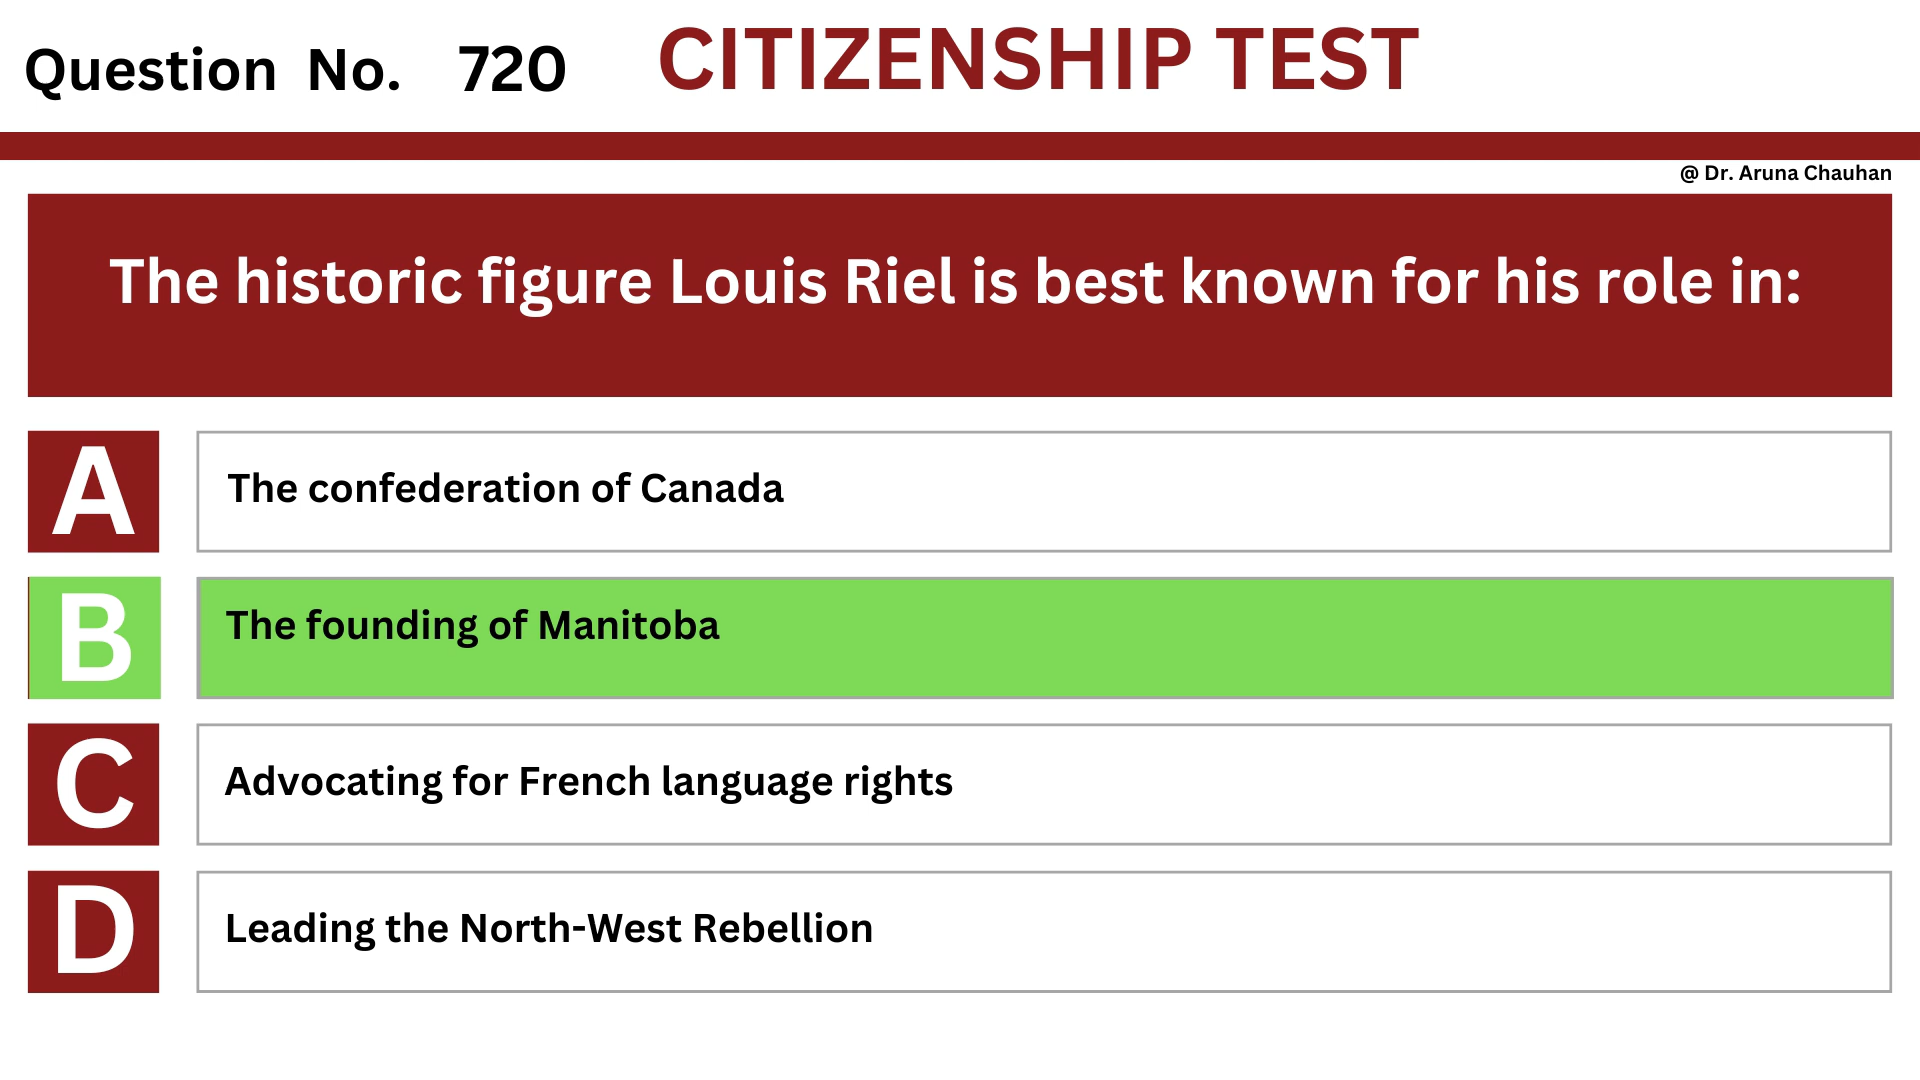 Question No. 720 CITIZENSHIP TEST
@ Dr. Aruna Chauhan
The historic figure Louis Riel is best known for his role in:
A The confederation of Canada
B The founding of Manitoba
C Advocating for French language rights
D Leading the North-West Rebellion